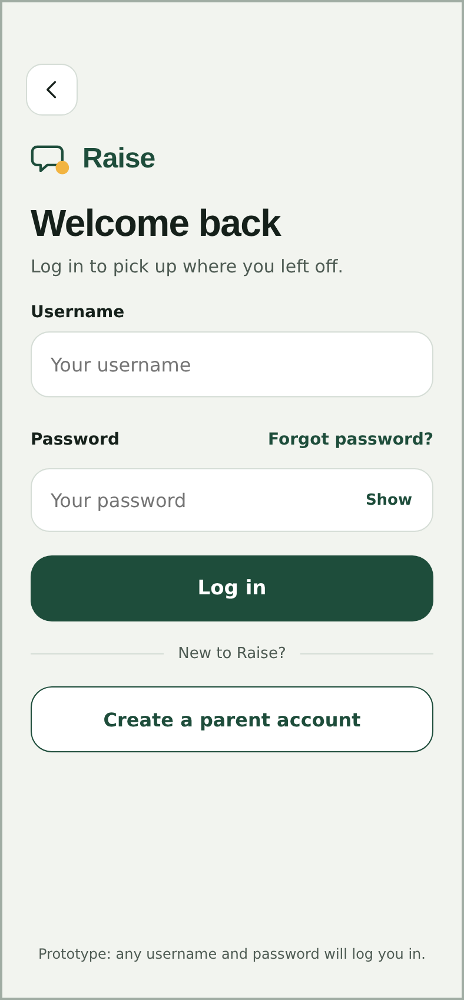 Raise
Welcome back
Log in to pick up where you left off.
Username
Your username
Password
Forgot password?
Your password
Show
Log in
New to Raise?
Create a parent account
Prototype: any username and password will log you in.